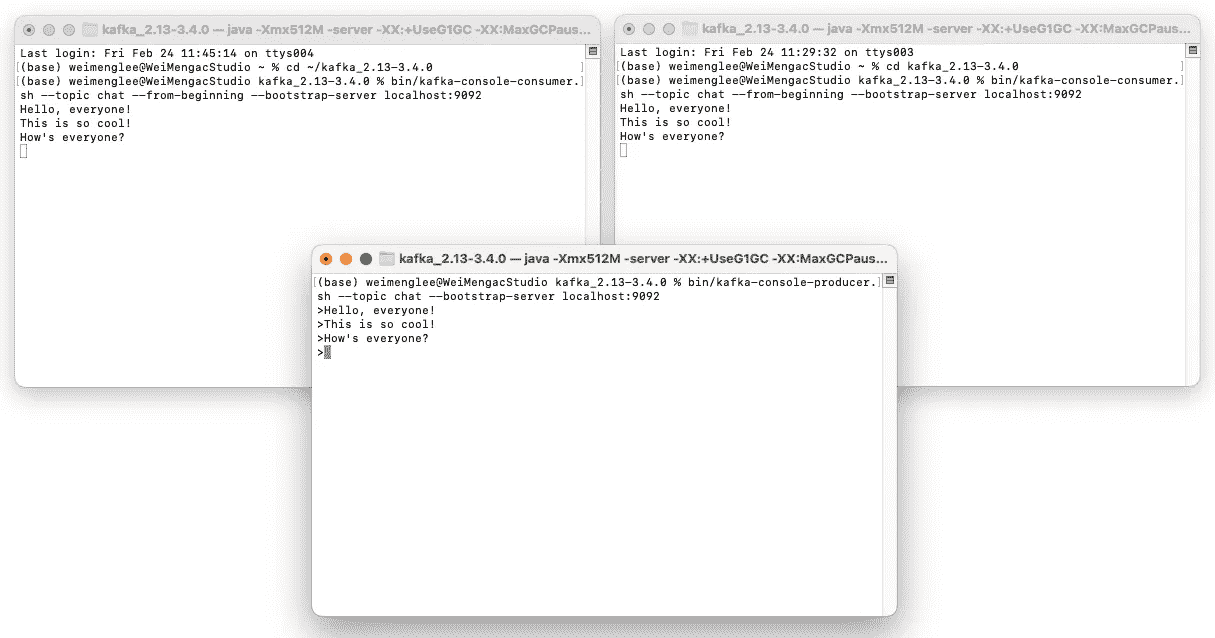 kafka_2.13-3.4.0 — java -Xmx512M -server -XX:+UseG1GC -XX:MaxGCPaus...
Last login: Fri Feb 24 11:45:14 on ttys004
[(base) weimenglee@WeiMengacStudio ~ % cd ~/kafka_2.13-3.4.0 ]
[(base) weimenglee@WeiMengacStudio kafka_2.13-3.4.0 % bin/kafka-console-consumer.]
sh --topic chat --from-beginning --bootstrap-server localhost:9092
Hello, everyone!
This is so cool!
How's everyone?
kafka_2.13-3.4.0 — java -Xmx512M -server -XX:+UseG1GC -XX:MaxGCPaus...
Last login: Fri Feb 24 11:29:32 on ttys003
[(base) weimenglee@WeiMengacStudio ~ % cd kafka_2.13-3.4.0 ]
[(base) weimenglee@WeiMengacStudio kafka_2.13-3.4.0 % bin/kafka-console-consumer.]
sh --topic chat --from-beginning --bootstrap-server localhost:9092
Hello, everyone!
This is so cool!
How's everyone?
kafka_2.13-3.4.0 — java -Xmx512M -server -XX:+UseG1GC -XX:MaxGCPaus...
[(base) weimenglee@WeiMengacStudio kafka_2.13-3.4.0 % bin/kafka-console-producer.]
sh --topic chat --bootstrap-server localhost:9092
>Hello, everyone!
>This is so cool!
>How's everyone?
>